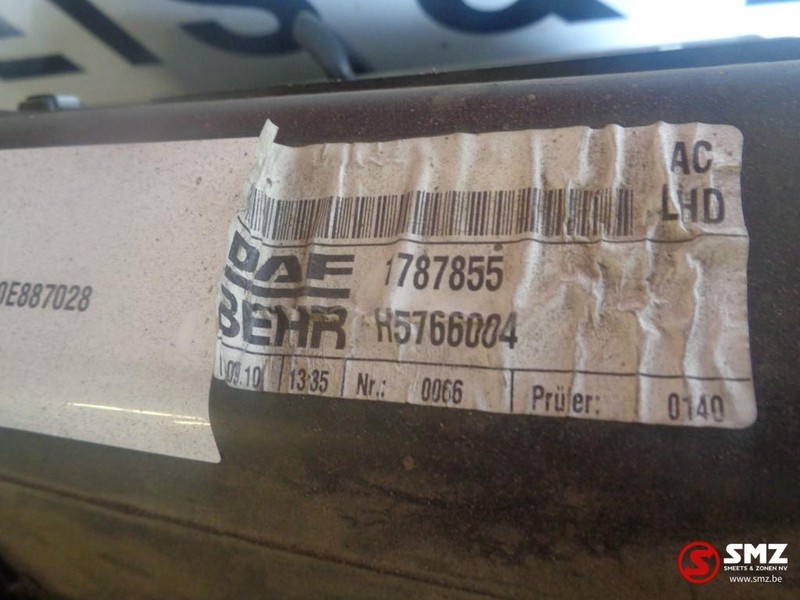 AC
LHD
DAF 1787855
BEHR H5766004
09.10 13:35 Nr.: 0066 Prüfer: 0140
0E887028
SMZ
SMEETS & ZONEN NV
www.smz.be